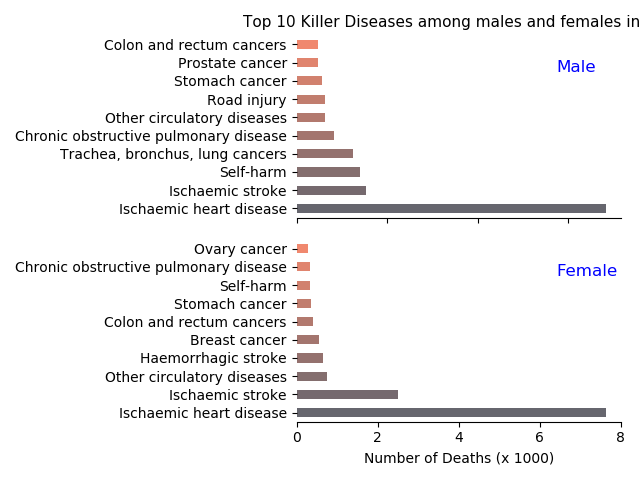 Top 10 Killer Diseases among males and females in
Colon and rectum cancers
Prostate cancer
Male
Stomach cancer
Road injury
Other circulatory diseases
Chronic obstructive pulmonary disease
Trachea, bronchus, lung cancers
Self-harm
Ischaemic stroke
Ischaemic heart disease
Ovary cancer
Chronic obstructive pulmonary disease
Female
Self-harm
Stomach cancer
Colon and rectum cancers
Breast cancer
Haemorrhagic stroke
Other circulatory diseases
Ischaemic stroke
Ischaemic heart disease
0 2 4 6 8
Number of Deaths (x 1000)